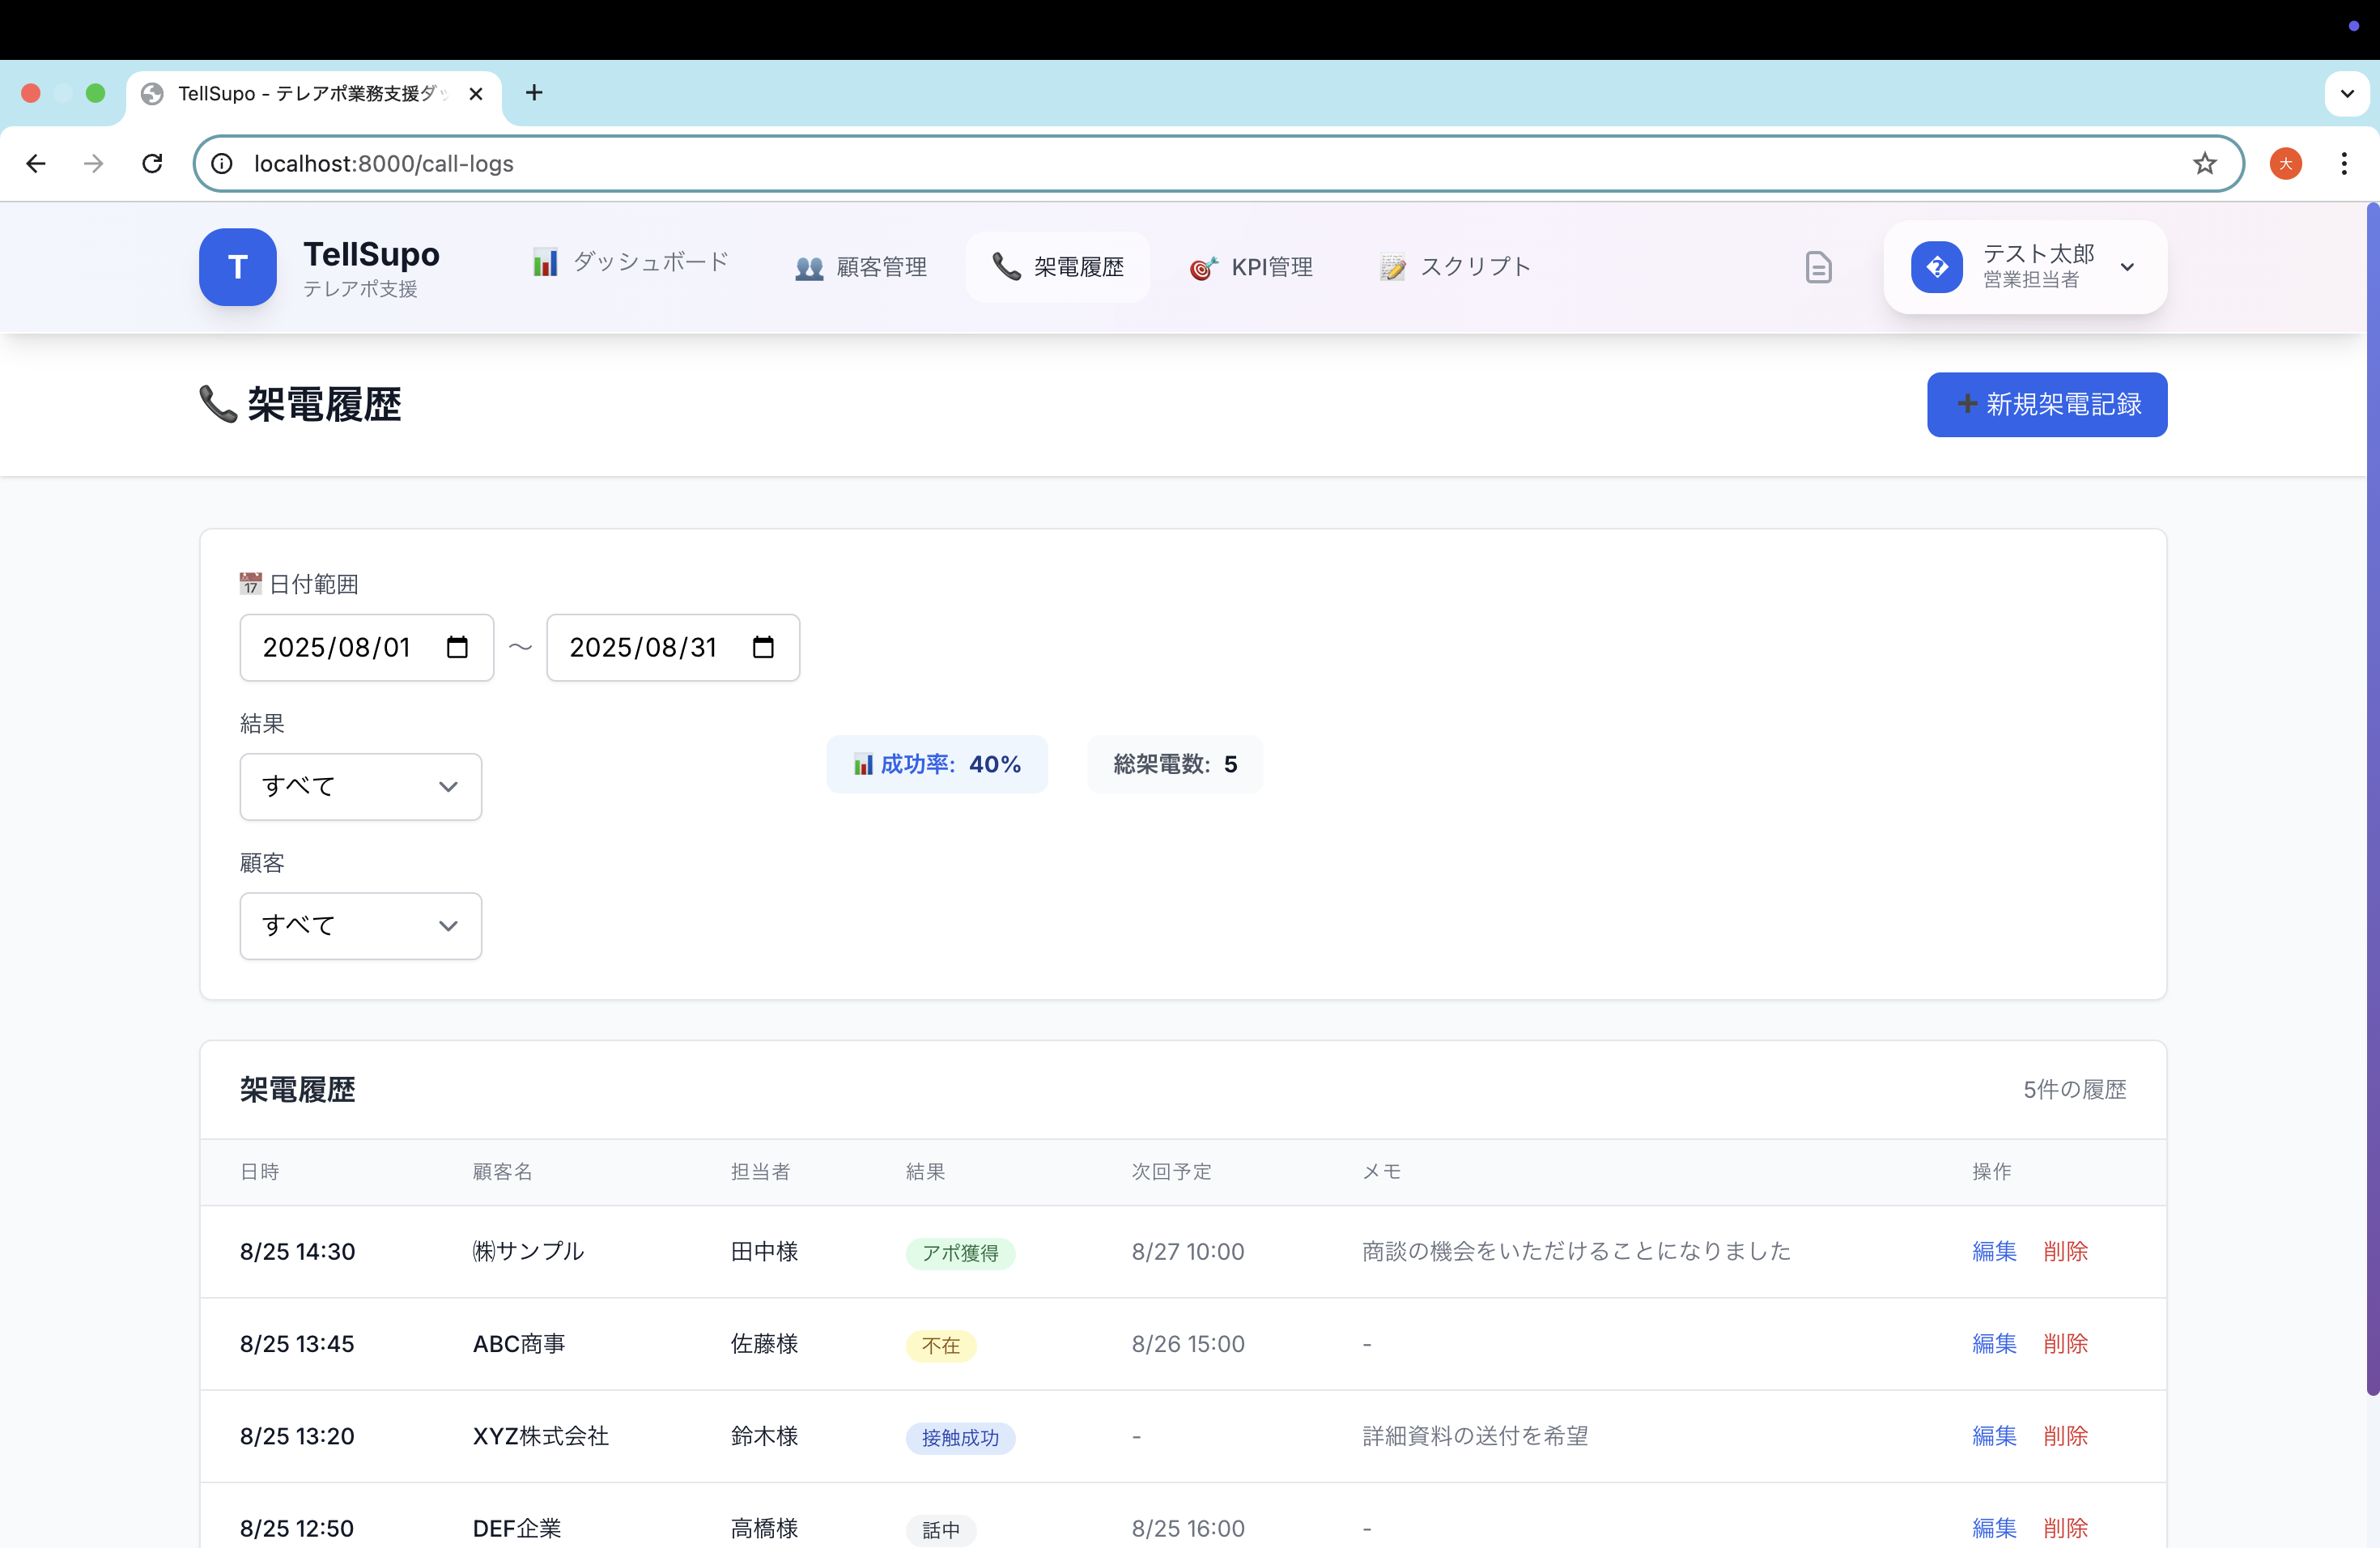 TellSupo - テレアポ業務支援ダッ
localhost:8000/call-logs
大
T
TellSupo
テレアポ支援
ダッシュボード
顧客管理
架電履歴
KPI管理
スクリプト
テスト太郎
営業担当者
架電履歴
新規架電記録
17 日付範囲
2025/08/01 ～ 2025/08/31
結果
すべて
成功率: 40%
総架電数: 5
顧客
すべて
架電履歴
5件の履歴
日時 顧客名 担当者 結果 次回予定 メモ 操作
8/25 14:30 ㈱サンプル 田中様 アポ獲得 8/27 10:00 商談の機会をいただけることになりました 編集 削除
8/25 13:45 ABC商事 佐藤様 不在 8/26 15:00 - 編集 削除
8/25 13:20 XYZ株式会社 鈴木様 接触成功 - 詳細資料の送付を希望 編集 削除
8/25 12:50 DEF企業 高橋様 話中 8/25 16:00 - 編集 削除